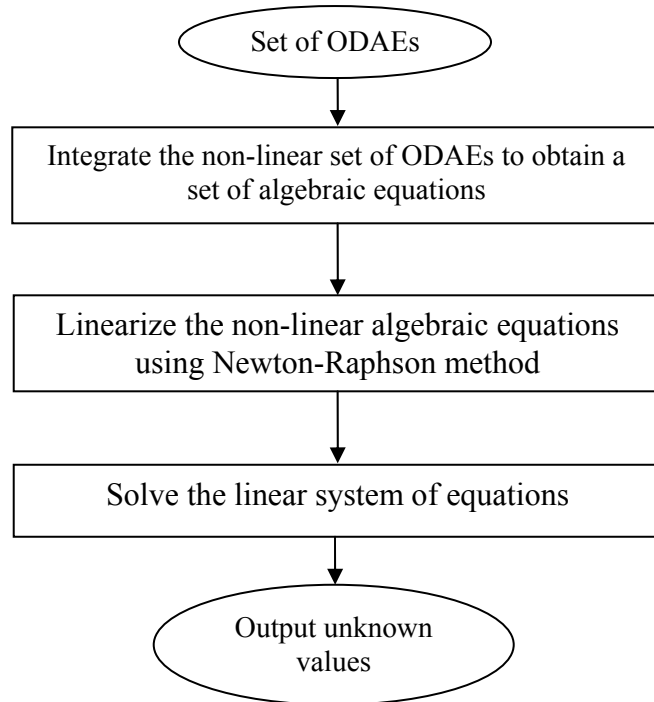 Set of ODAEs
Integrate the non-linear set of ODAEs to obtain a
set of algebraic equations
Linearize the non-linear algebraic equations
using Newton-Raphson method
Solve the linear system of equations
Output unknown
values